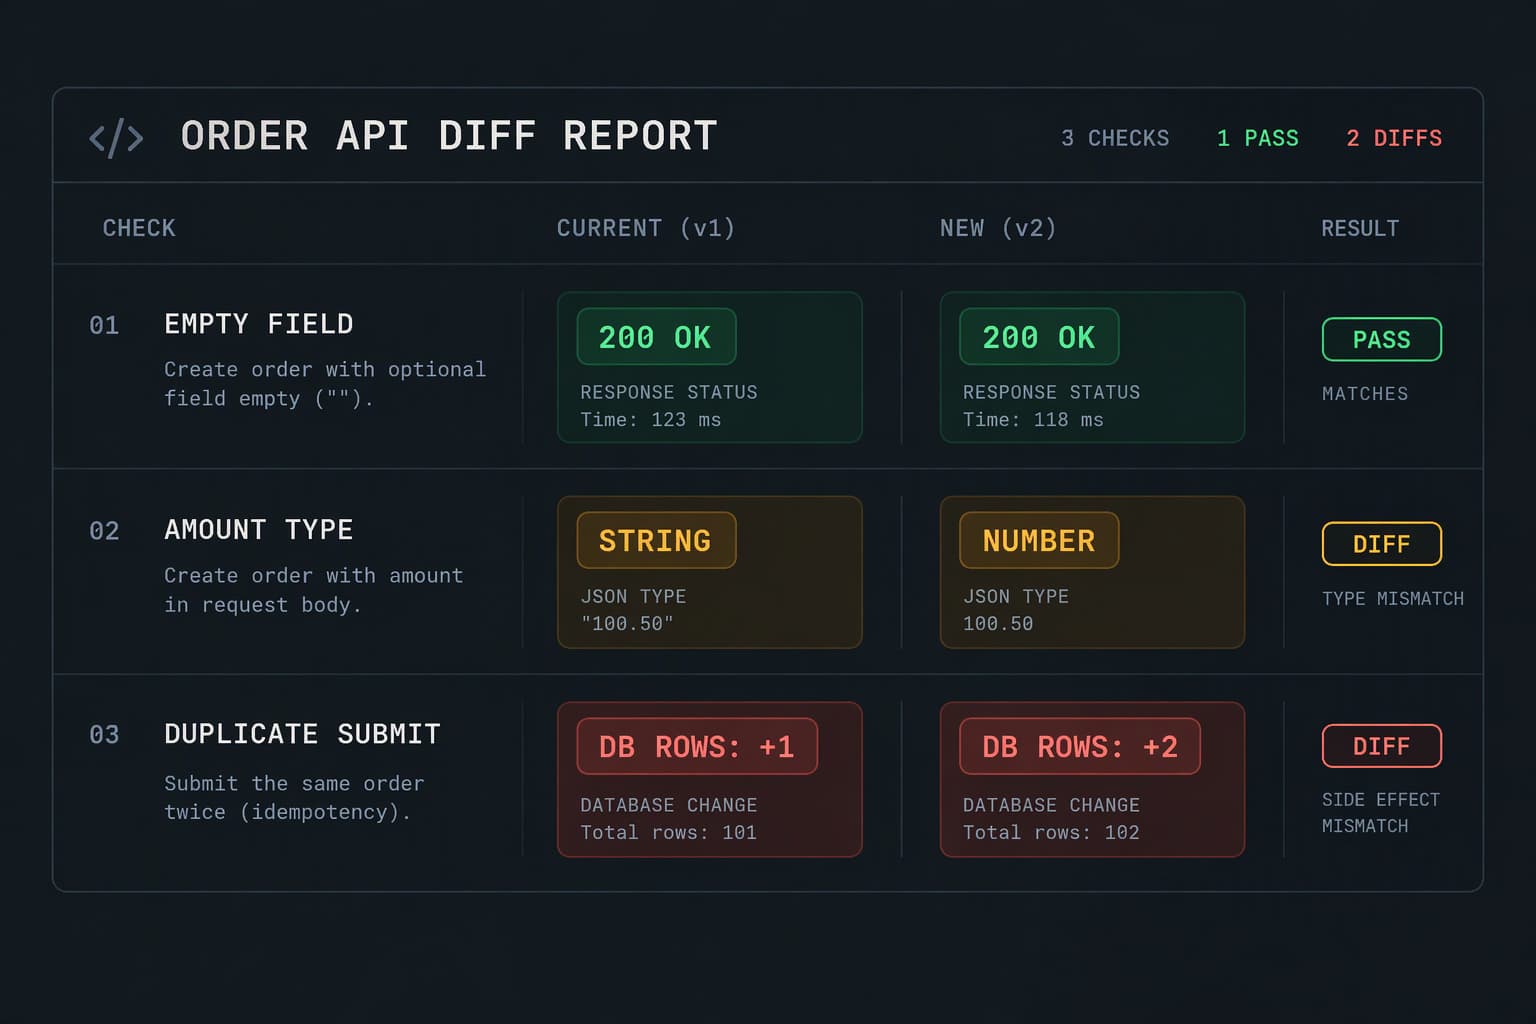 </> ORDER API DIFF REPORT
3 CHECKS 1 PASS 2 DIFFS
CHECK CURRENT (v1) NEW (v2) RESULT
01 EMPTY FIELD
Create order with optional
field empty ("").
200 OK
RESPONSE STATUS
Time: 123 ms
200 OK
RESPONSE STATUS
Time: 118 ms
PASS
MATCHES
02 AMOUNT TYPE
Create order with amount
in request body.
STRING
JSON TYPE
"100.50"
NUMBER
JSON TYPE
100.50
DIFF
TYPE MISMATCH
03 DUPLICATE SUBMIT
Submit the same order
twice (idempotency).
DB ROWS: +1
DATABASE CHANGE
Total rows: 101
DB ROWS: +2
DATABASE CHANGE
Total rows: 102
DIFF
SIDE EFFECT
MISMATCH